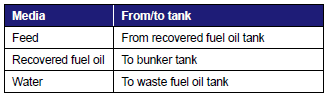 Media From/to tank
Feed From recovered fuel oil tank
Recovered fuel oil To bunker tank
Water To waste fuel oil tank